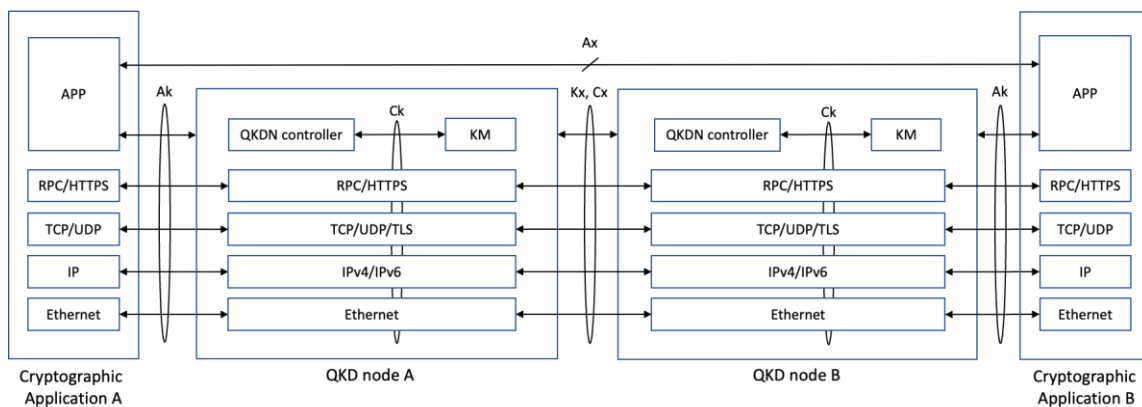 Ax
APP
Ak
Kx, Cx
Ak
APP
Ck
Ck
QKDN controller
KM
QKDN controller
KM
RPC/HTTPS
RPC/HTTPS
RPC/HTTPS
RPC/HTTPS
TCP/UDP
TCP/UDP/TLS
TCP/UDP/TLS
TCP/UDP
IP
IPv4/IPv6
IPv4/IPv6
IP
Ethernet
Ethernet
Ethernet
Ethernet
Cryptographic
Application A
QKD node A
QKD node B
Cryptographic
Application B